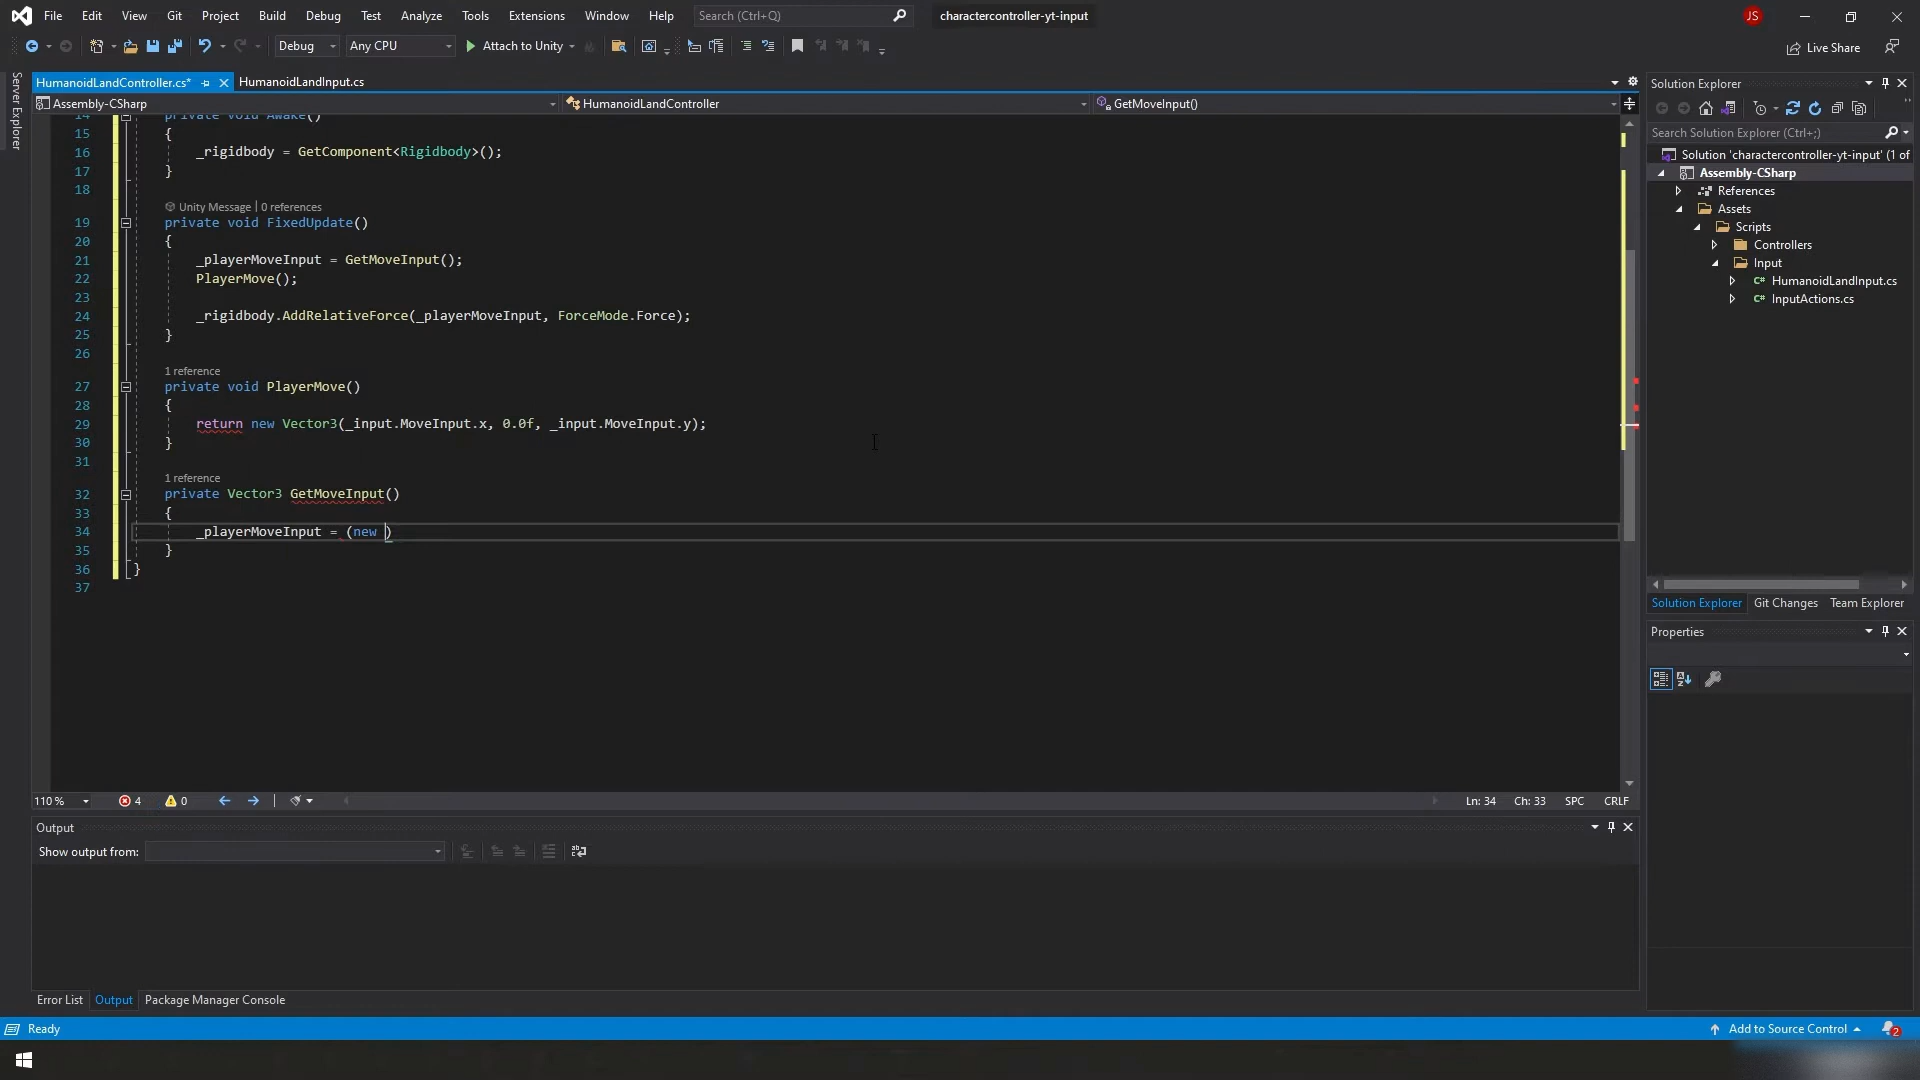 File Edit View Git Project Build Debug Test Analyze Tools Extensions Window Help Search (Ctrl+Q) charactercontroller-yt-input JS
Debug Any CPU Attach to Unity Live Share
Server Explorer
HumanoidLandController.cs* HumanoidLandInput.cs
Assembly-CSharp HumanoidLandController GetMoveInput()
14 private void Awake()
15 {
16 _rigidbody = GetComponent<Rigidbody>();
17 }
18
Unity Message | 0 references
19 private void FixedUpdate()
20 {
21 _playerMoveInput = GetMoveInput();
22 PlayerMove();
23
24 _rigidbody.AddRelativeForce(_playerMoveInput, ForceMode.Force);
25 }
26
1 reference
27 private void PlayerMove()
28 {
29 return new Vector3(_input.MoveInput.x, 0.0f, _input.MoveInput.y);
30 }
31
1 reference
32 private Vector3 GetMoveInput()
33 {
34 _playerMoveInput = (new )
35 }
36 }
37
110 % 4 0 Ln: 34 Ch: 33 SPC CRLF
Output
Show output from:
Error List Output Package Manager Console
Solution Explorer
Search Solution Explorer (Ctrl+;)
Solution 'charactercontroller-yt-input' (1 of
Assembly-CSharp
References
Assets
Scripts
Controllers
Input
C# HumanoidLandInput.cs
C# InputActions.cs
Solution Explorer Git Changes Team Explorer
Properties
Ready Add to Source Control 2